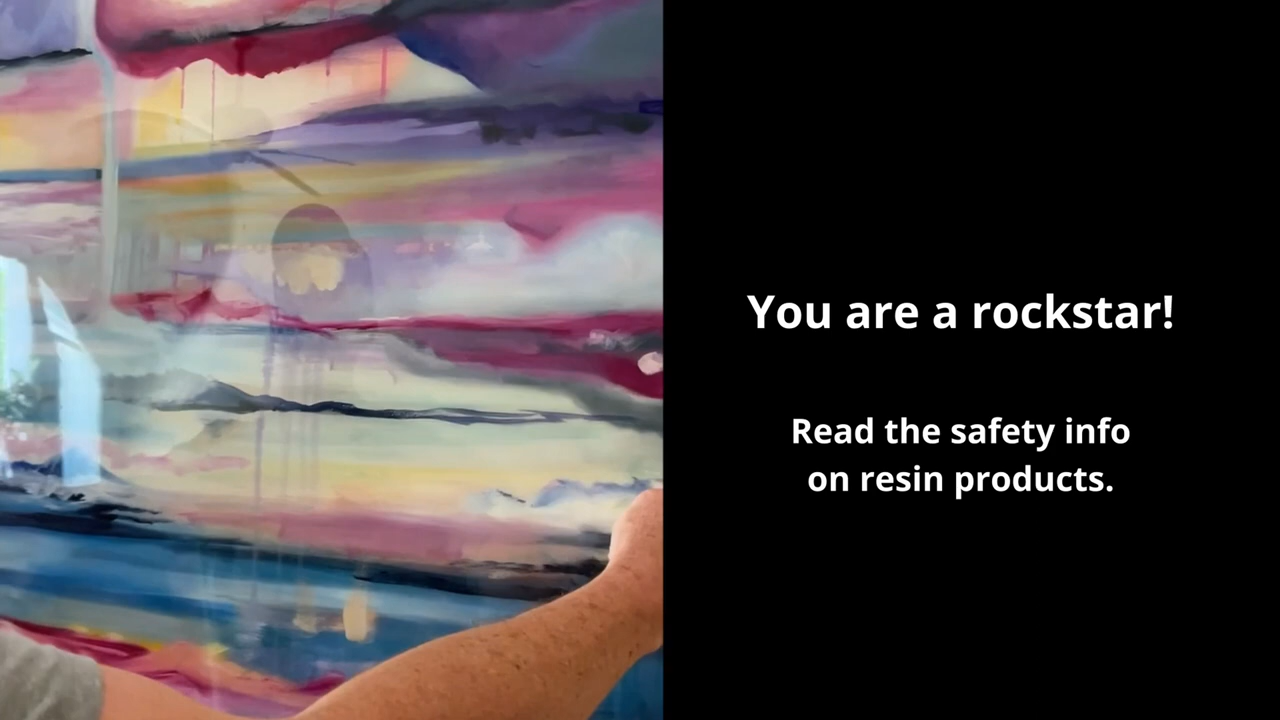 You are a rockstar!
Read the safety info
on resin products.